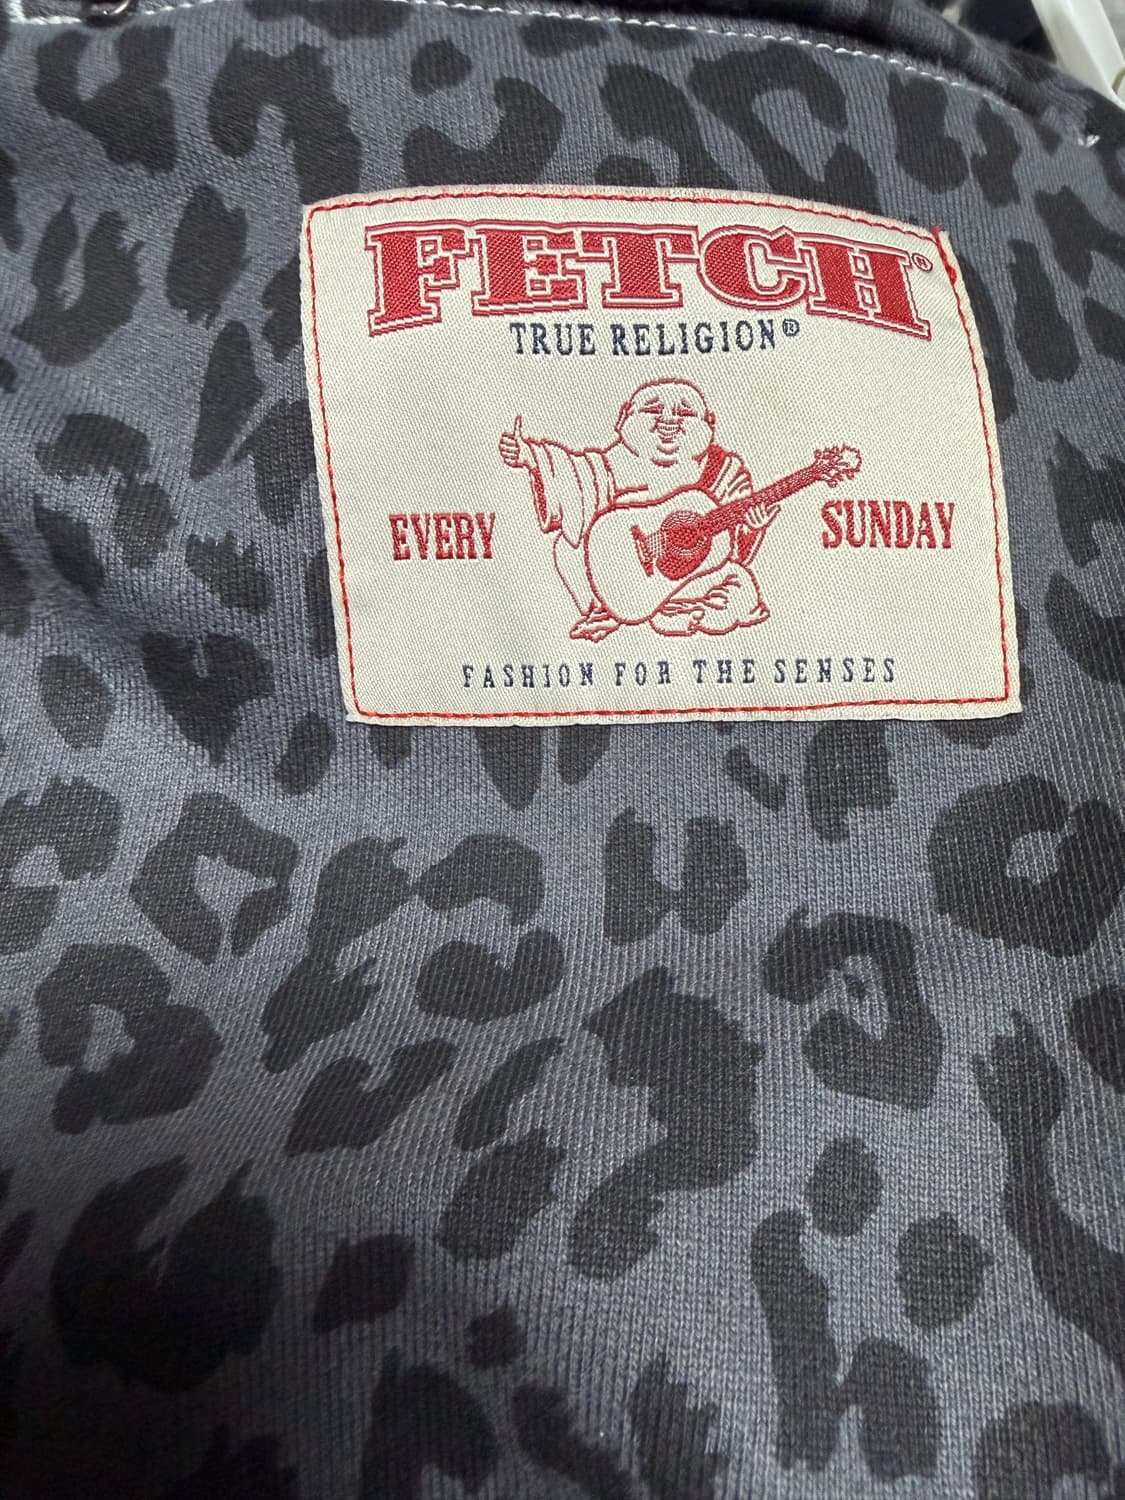 FETCH®
TRUE RELIGION®
EVERY SUNDAY
FASHION FOR THE SENSES